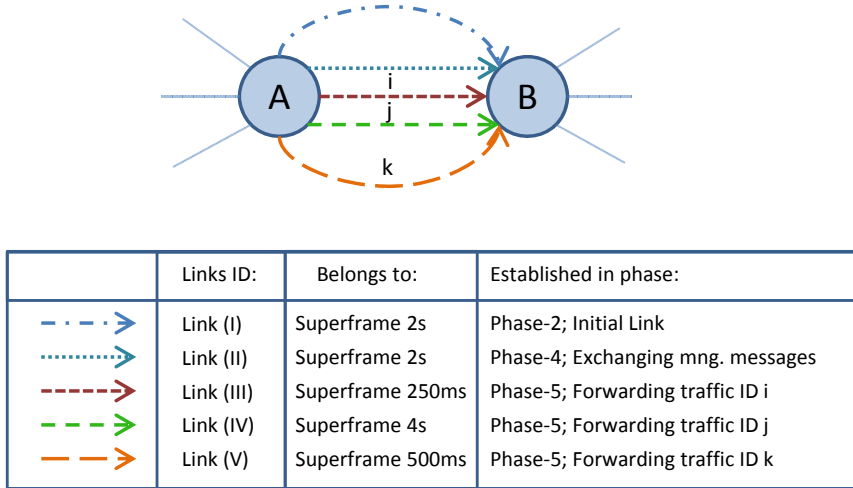 A
B
i
j
k
Links ID: Belongs to: Established in phase:
Link (I) Superframe 2s Phase-2; Initial Link
Link (II) Superframe 2s Phase-4; Exchanging mng. messages
Link (III) Superframe 250ms Phase-5; Forwarding traffic ID i
Link (IV) Superframe 4s Phase-5; Forwarding traffic ID j
Link (V) Superframe 500ms Phase-5; Forwarding traffic ID k